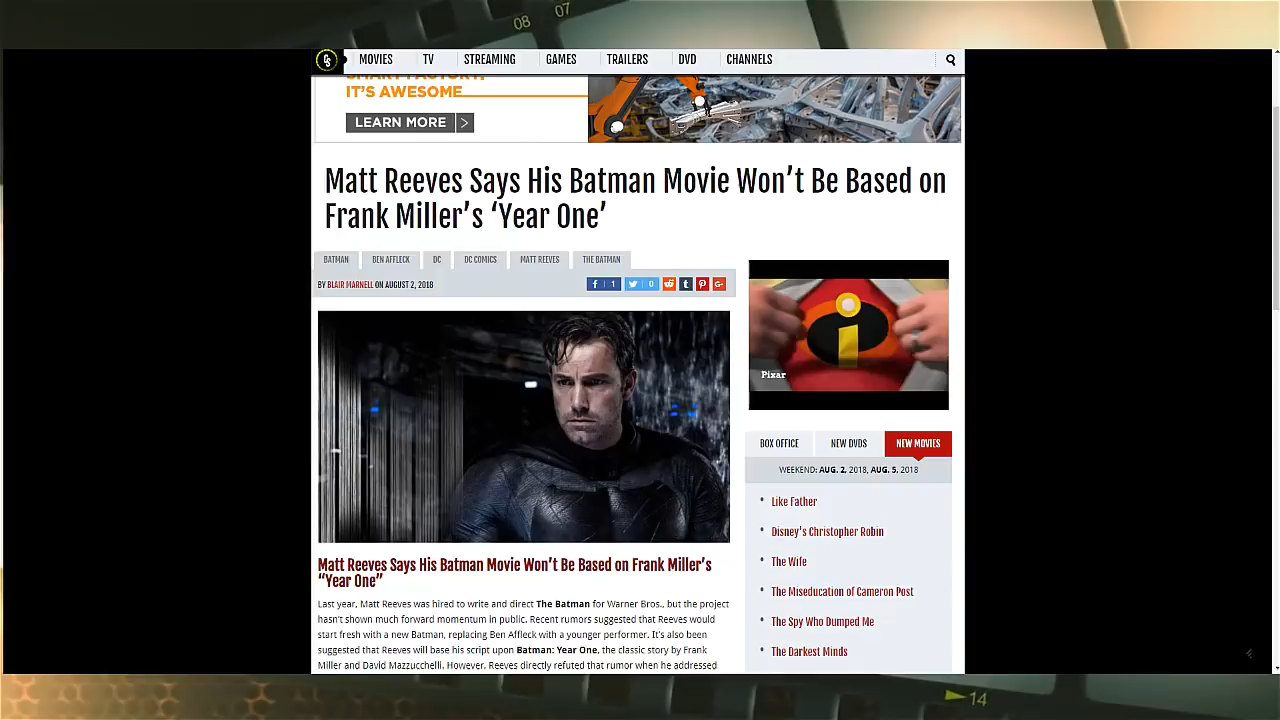 08 07
MOVIES TV STREAMING GAMES TRAILERS DVD CHANNELS
SMART FACTORY,
IT'S AWESOME
LEARN MORE >
Matt Reeves Says His Batman Movie Won't Be Based on
Frank Miller's 'Year One'
BATMAN BEN AFFLECK DC DC COMICS MATT REEVES THE BATMAN
BY BLAIR MARNELL ON AUGUST 2, 2018
1 0
Pixar
BOX OFFICE NEW DVDS NEW MOVIES
WEEKEND: AUG. 2, 2018, AUG. 5, 2018
Like Father
Disney's Christopher Robin
The Wife
The Miseducation of Cameron Post
The Spy Who Dumped Me
The Darkest Minds
Matt Reeves Says His Batman Movie Won't Be Based on Frank Miller's
"Year One"
Last year, Matt Reeves was hired to write and direct The Batman for Warner Bros., but the project
hasn't shown much forward momentum in public. Recent rumors suggested that Reeves would
start fresh with a new Batman, replacing Ben Affleck with a younger performer. It's also been
suggested that Reeves will base his script upon Batman: Year One, the classic story by Frank
Miller and David Mazzucchelli. However, Reeves directly refuted that rumor when he addressed
14